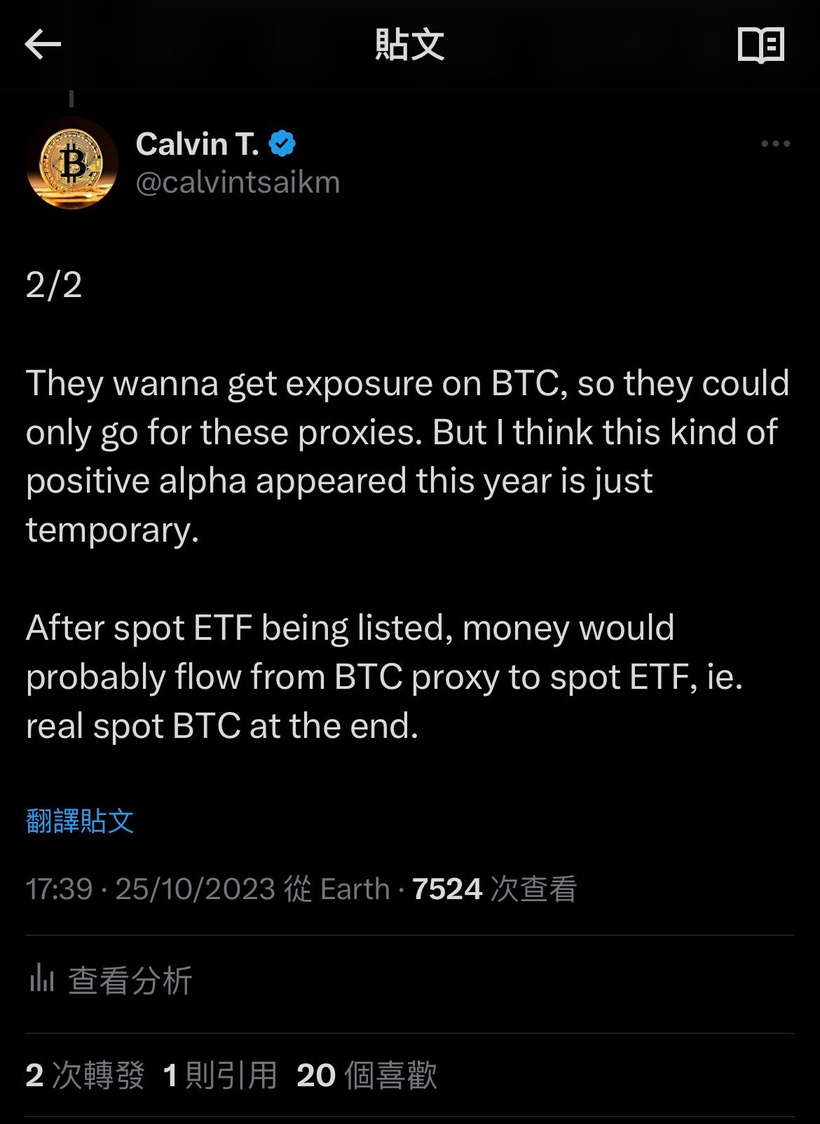 貼文
Calvin T.
@calvintsaikm
2/2
They wanna get exposure on BTC, so they could
only go for these proxies. But I think this kind of
positive alpha appeared this year is just
temporary.
After spot ETF being listed, money would
probably flow from BTC proxy to spot ETF, ie.
real spot BTC at the end.
翻譯貼文
17:39 · 25/10/2023 從 Earth · 7524 次查看
查看分析
2 次轉發 1 則引用 20 個喜歡